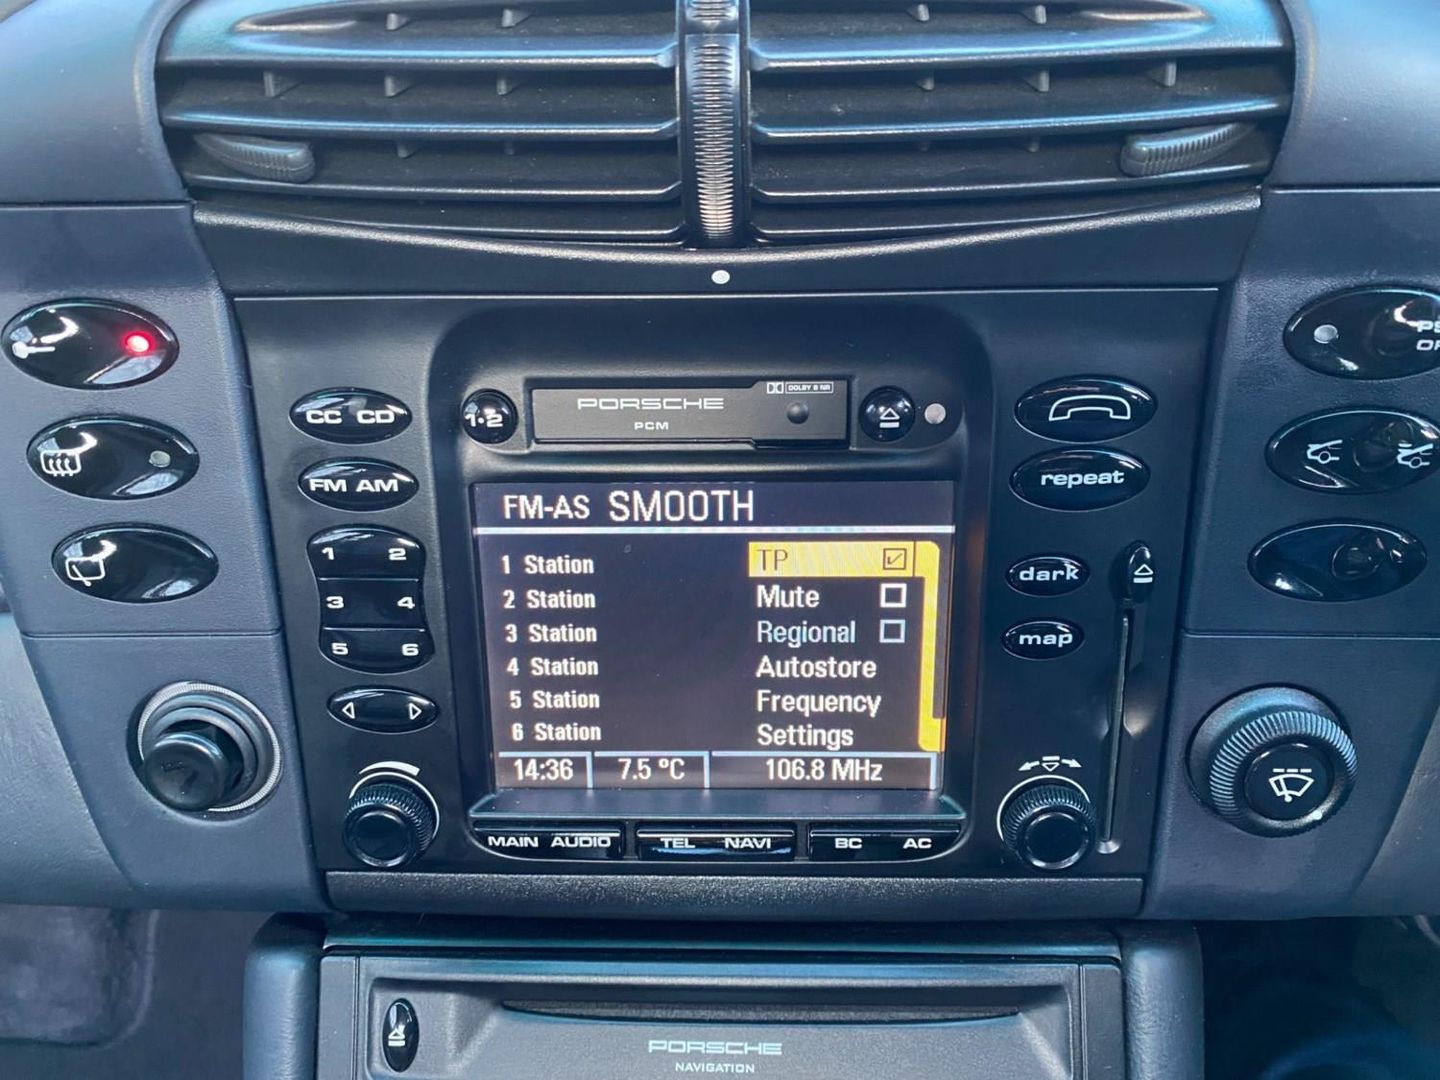 PORSCHE
PCM
DOLBY B NR
1·2
CC CD
FM AM
1 2
3 4
5 6
repeat
dark
map
FM-AS SMOOTH
1 Station
2 Station
3 Station
4 Station
5 Station
6 Station
TP
Mute
Regional
Autostore
Frequency
Settings
14:36 7.5 ºC 106.8 MHz
MAIN AUDIO TEL NAVI BC AC
PORSCHE
NAVIGATION